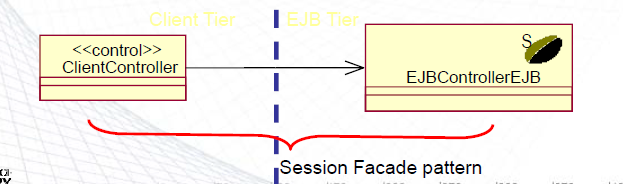 Client Tier
EJB Tier
<<control>>
ClientController
S
EJBControllerEJB
Session Facade pattern